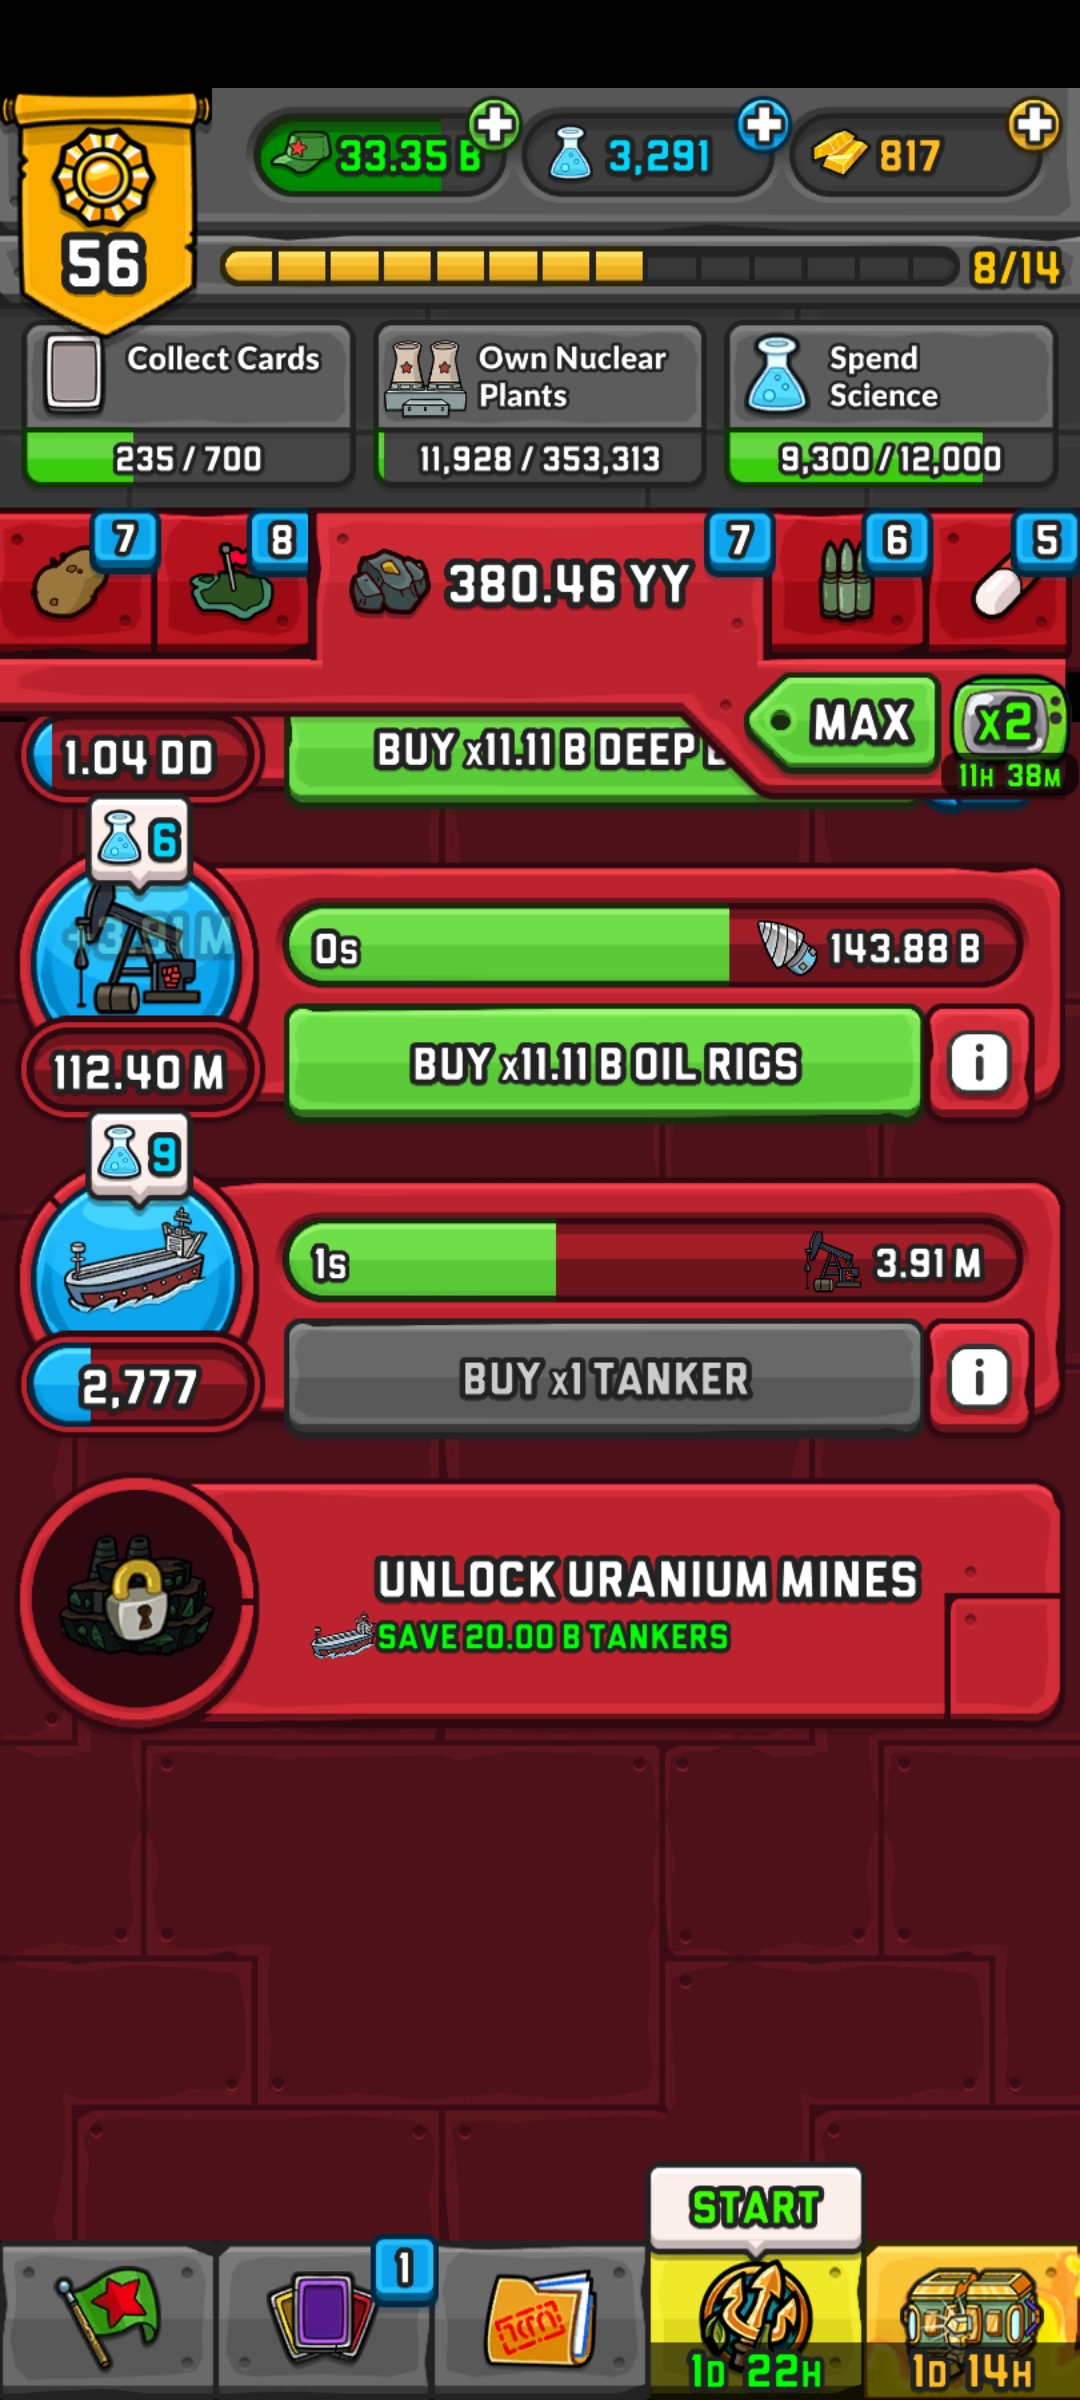 56
33.35 B
3,291
817
8/14
Collect Cards
235 / 700
Own Nuclear
Plants
11,928 / 353,313
Spend
Science
9,300 / 12,000
7
8
380.46 YY
7
6
5
MAX
x2
11H 38M
1.04 DD
BUY x11.11 B DEEP
6
+3.91 M
0s
143.88 B
112.40 M
BUY x11.11 B OIL RIGS
i
9
1s
3.91 M
2,777
BUY x1 TANKER
i
UNLOCK URANIUM MINES
SAVE 20.00 B TANKERS
START
1
1D 22H
1D 14H